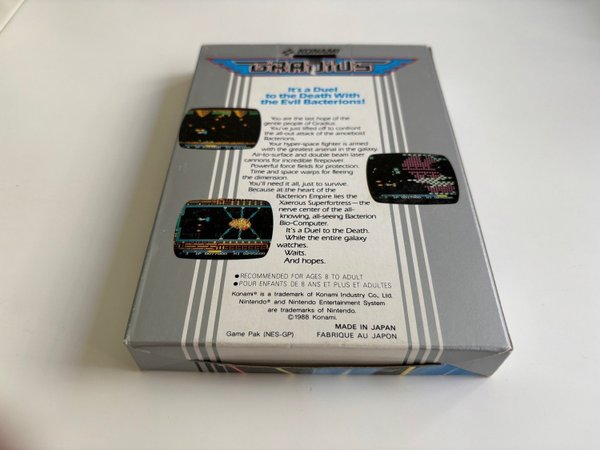 KONAMI
GRADIUS
It's a Duel
to the Death With
the Evil Bacterions!
You are the last hope of the
gentle people of Gradius.
You've just lifted off to confront
the all-out attack of the amoeboid
Bacterions.
Your hyper-space fighter is armed
with the greatest arsenal in the galaxy.
Air-to-surface and double beam laser
cannons for incredible firepower.
Powerful force fields for protection.
Time and space warps for fleeing
the dimension.
You'll need it all, just to survive.
Because at the heart of the
Bacterion Empire lies the
Xaerous Superfortress—the
nerve center of the all-
knowing, all-seeing Bacterion
Bio-Computer.
It's a Duel to the Death.
While the entire galaxy
watches.
Waits.
And hopes.
●RECOMMENDED FOR AGES 8 TO ADULT
●POUR ENFANTS DE 8 ANS ET PLUS ET ADULTES
Konami® is a trademark of Konami Industry Co., Ltd.
Nintendo® and Nintendo Entertainment System
are trademarks of Nintendo.
©1988 Konami.
Game Pak (NES-GP)
MADE IN JAPAN
FABRIQUE AU JAPON